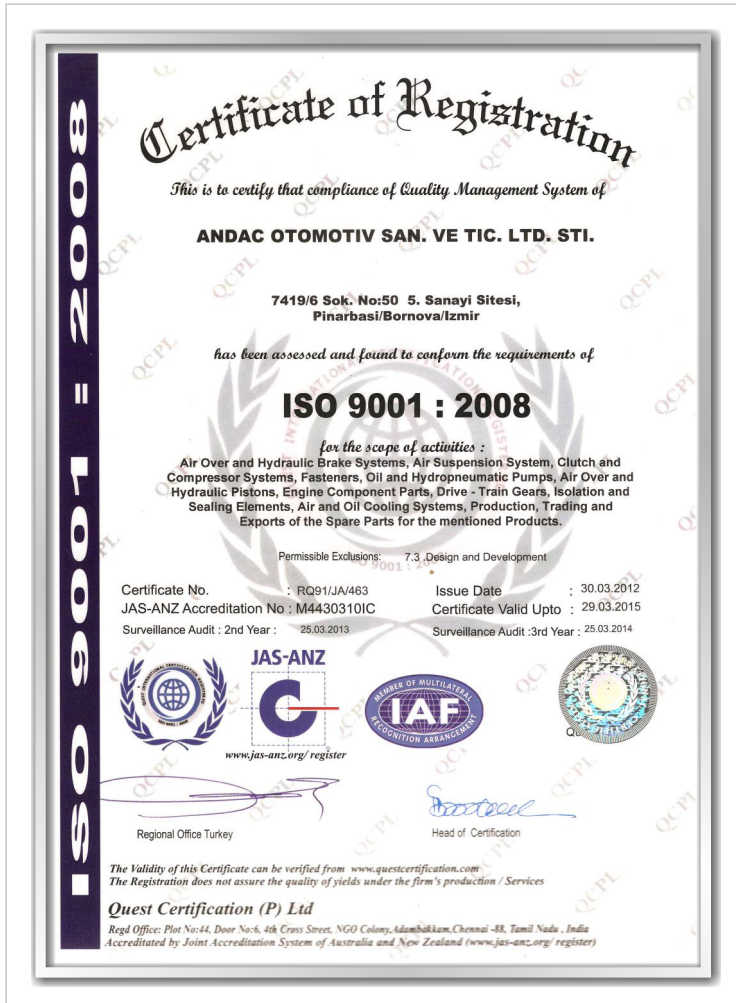 Certificate of Registration
This is to certify that compliance of Quality Management System of
ANDAC OTOMOTIV SAN. VE TIC. LTD. STI.
7419/6 Sok. No:50 5. Sanayi Sitesi,
Pinarbasi/Bornova/Izmir
has been assessed and found to conform the requirements of
ISO 9001 : 2008
for the scope of activities :
Air Over and Hydraulic Brake Systems, Air Suspension System, Clutch and
Compressor Systems, Fasteners, Oil and Hydropneumatic Pumps, Air Over and
Hydraulic Pistons, Engine Component Parts, Drive - Train Gears, Isolation and
Sealing Elements, Air and Oil Cooling Systems, Production, Trading and
Exports of the Spare Parts for the mentioned Products.
Permissible Exclusions: 7.3 ,Design and Development
Certificate No. : RQ91/JA/463 Issue Date : 30.03.2012
JAS-ANZ Accreditation No : M4430310IC Certificate Valid Upto : 29.03.2015
Surveillance Audit : 2nd Year : 25.03.2013 Surveillance Audit :3rd Year : 25.03.2014
JAS-ANZ
www.jas-anz.org/ register
QUEST INTERNATIONAL CERTIFICATION REGISTERED
ISO 9001 : 2008
MEMBER OF MULTILATERAL
IAF
RECOGNITION ARRANGEMENT
Regional Office Turkey
Head of Certification
The Validity of this Certificate can be verified from www.questcertification.com
The Registration does not assure the quality of yields under the firm's production / Services
Quest Certification (P) Ltd
Regd Office: Plot No:44, Door No:6, 4th Cross Street, NGO Colony,Adambakkam,Chennai -88, Tamil Nadu , India
Accreditated by Joint Accreditation System of Australia and New Zealand (www.jas-anz.org/ register)
ISO 9001 : 2008
QCPL